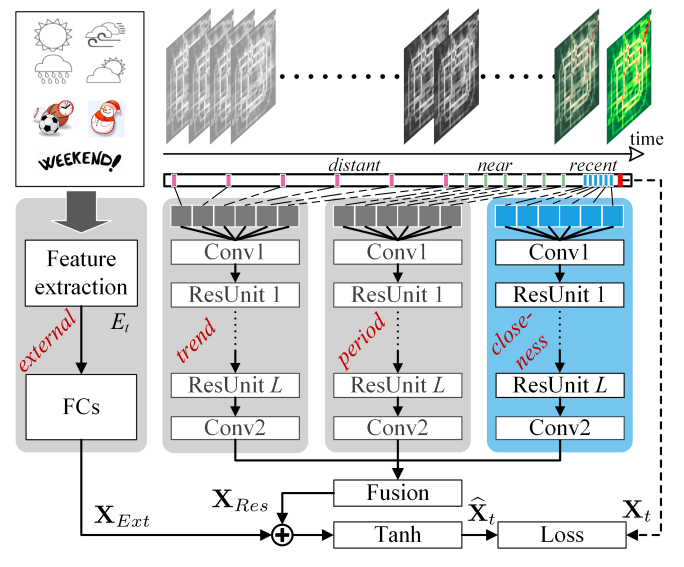 WEEKEND!
time
distant near recent
Feature extraction
E_t
external
FCs
X_Ext
Conv1
ResUnit 1
trend
ResUnit L
Conv2
Conv1
ResUnit 1
period
ResUnit L
Conv2
Conv1
ResUnit 1
close-
ness
ResUnit L
Conv2
Fusion
X_Res
Tanh
X̂_t
Loss
X_t